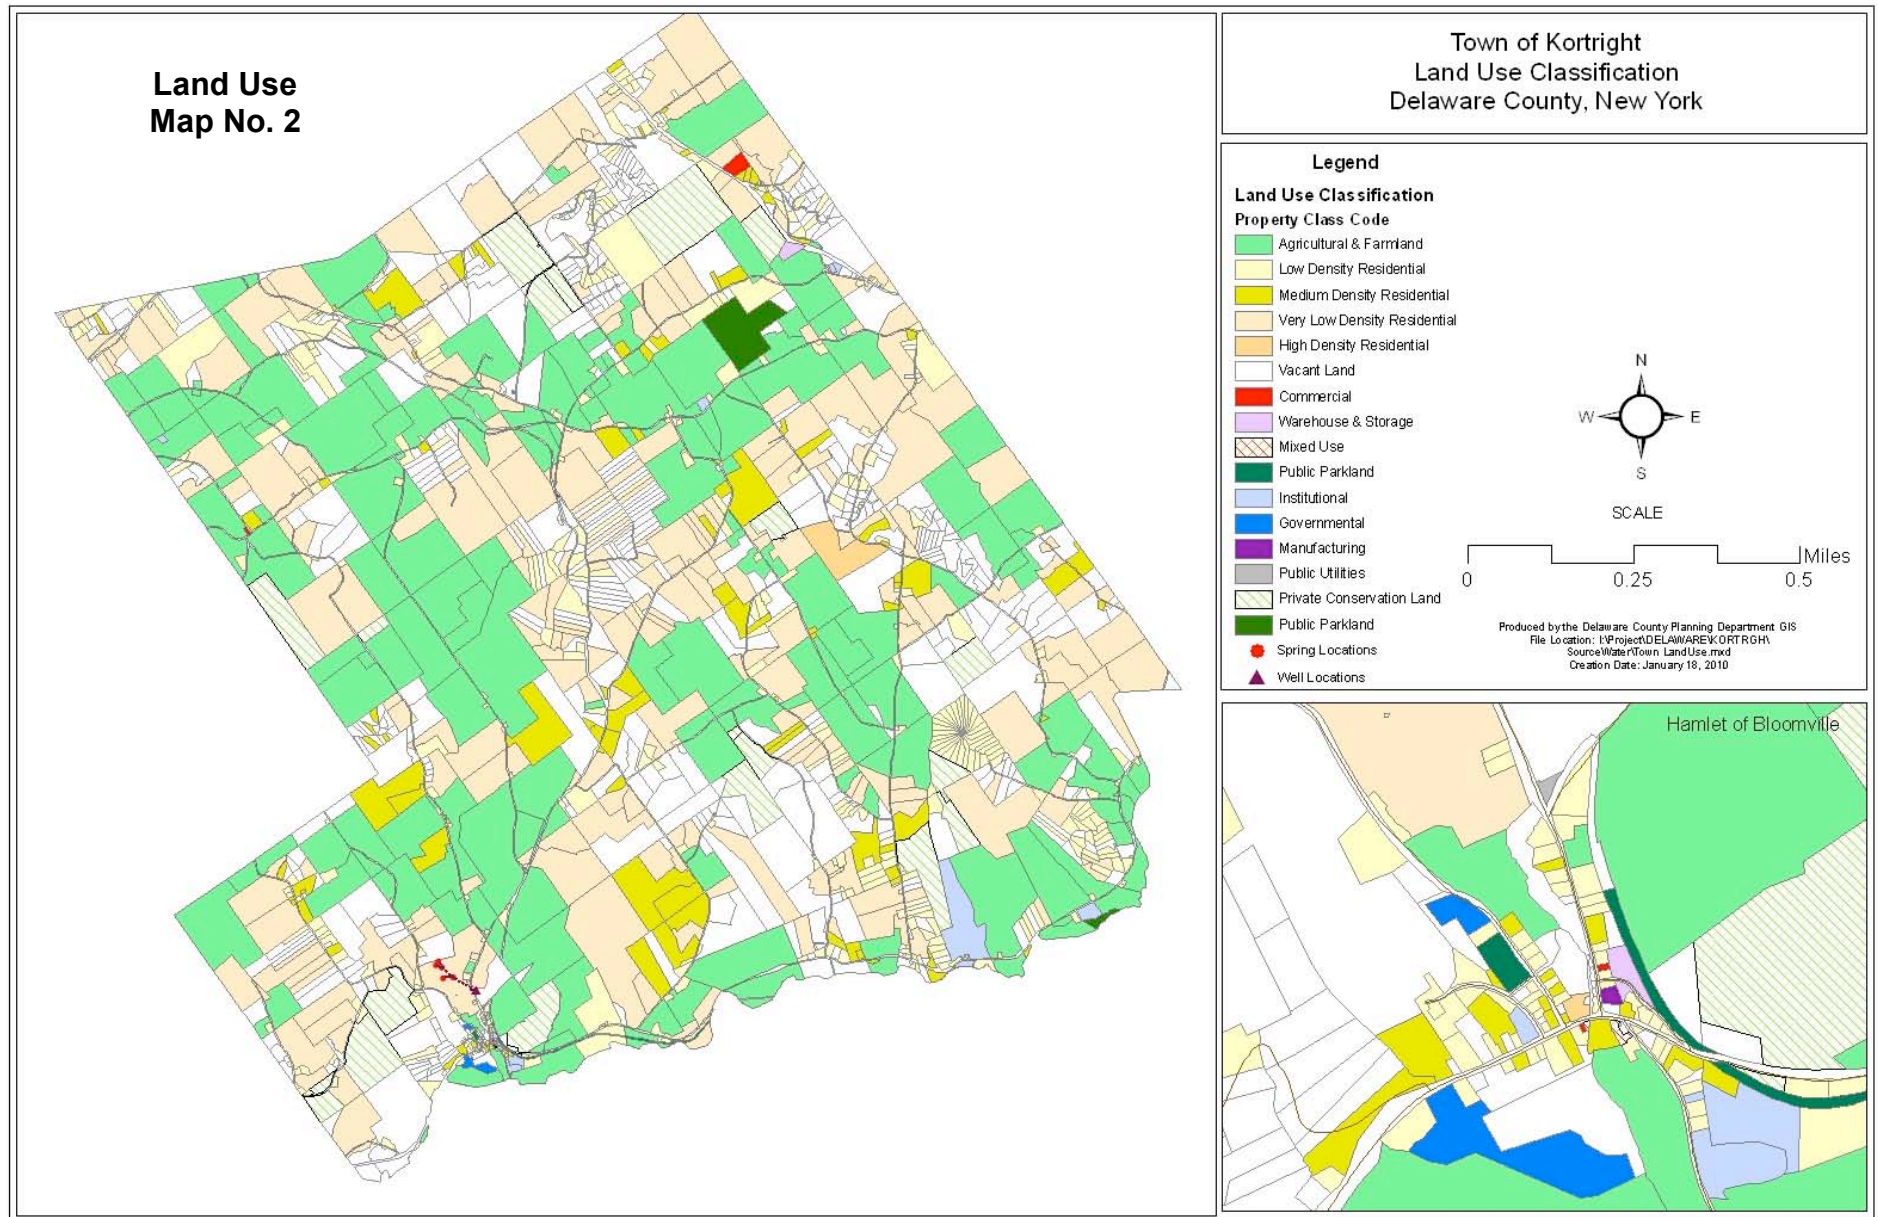 Land Use
Map No. 2
Town of Kortright
Land Use Classification
Delaware County, New York
Legend
Land Use Classification
Property Class Code
Agricultural & Farmland
Low Density Residential
Medium Density Residential
Very Low Density Residential
High Density Residential
Vacant Land
Commercial
Warehouse & Storage
Mixed Use
Public Parkland
Institutional
Governmental
Manufacturing
Public Utilities
Private Conservation Land
Public Parkland
Spring Locations
Well Locations
N
W E
S
SCALE
Miles
0 0.25 0.5
Produced by the Delaware County Planning Department GIS
File Location: I:\Project\DELAWARE\KORTRGH\
SourceWater\Town LandUse.mxd
Creation Date: January 18, 2010
Hamlet of Bloomville